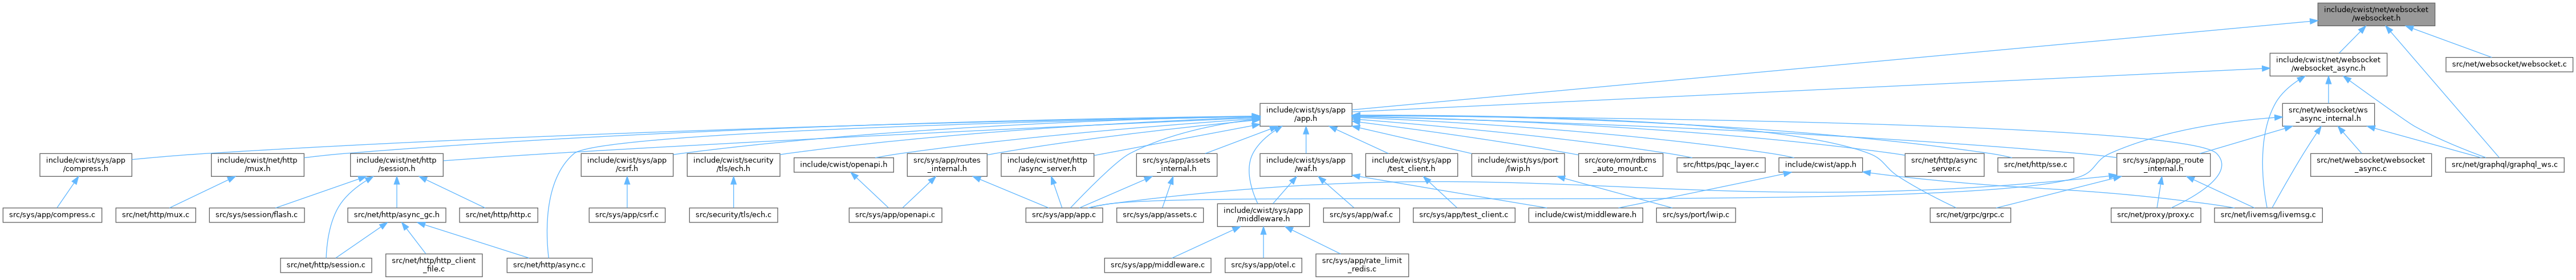 include/cwist/net/websocket
/websocket.h
include/cwist/net/websocket
/websocket_async.h
src/net/websocket/websocket.c
include/cwist/sys/app
/app.h
src/net/websocket/ws
_async_internal.h
include/cwist/sys/app
/compress.h
include/cwist/net/http
/mux.h
include/cwist/net/http
/session.h
include/cwist/sys/app
/csrf.h
include/cwist/security
/tls/ech.h
include/cwist/openapi.h
src/sys/app/routes
_internal.h
include/cwist/net/http
/async_server.h
src/sys/app/assets
_internal.h
include/cwist/sys/app
/waf.h
include/cwist/sys/app
/test_client.h
include/cwist/sys/port
/lwip.h
src/core/orm/rdbms
_auto_mount.c
src/https/pqc_layer.c
include/cwist/app.h
src/net/http/async
_server.c
src/net/http/sse.c
src/sys/app/app_route
_internal.h
src/net/websocket/websocket
_async.c
src/net/graphql/graphql_ws.c
src/sys/app/compress.c
src/net/http/mux.c
src/sys/session/flash.c
src/net/http/async_gc.h
src/net/http/http.c
src/sys/app/csrf.c
src/security/tls/ech.c
src/sys/app/openapi.c
src/sys/app/app.c
src/sys/app/assets.c
include/cwist/sys/app
/middleware.h
src/sys/app/waf.c
src/sys/app/test_client.c
include/cwist/middleware.h
src/sys/port/lwip.c
src/net/grpc/grpc.c
src/net/proxy/proxy.c
src/net/livemsg/livemsg.c
src/net/http/session.c
src/net/http/http_client
_file.c
src/net/http/async.c
src/sys/app/middleware.c
src/sys/app/otel.c
src/sys/app/rate_limit
_redis.c